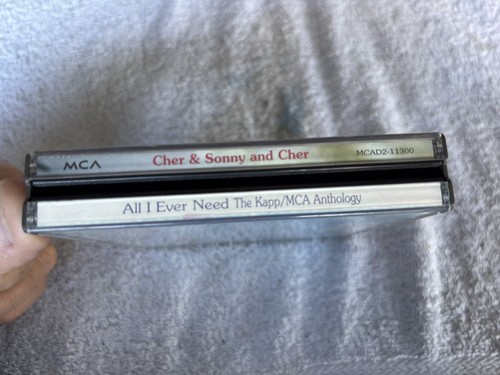 MCA Cher & Sonny and Cher MCAD2-11300
All I Ever Need The Kapp/MCA Anthology